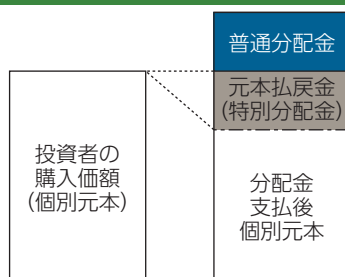 普通分配金
元本払戻金
(特別分配金)
投資者の
購入価額
(個別元本)
分配金
支払後
個別元本